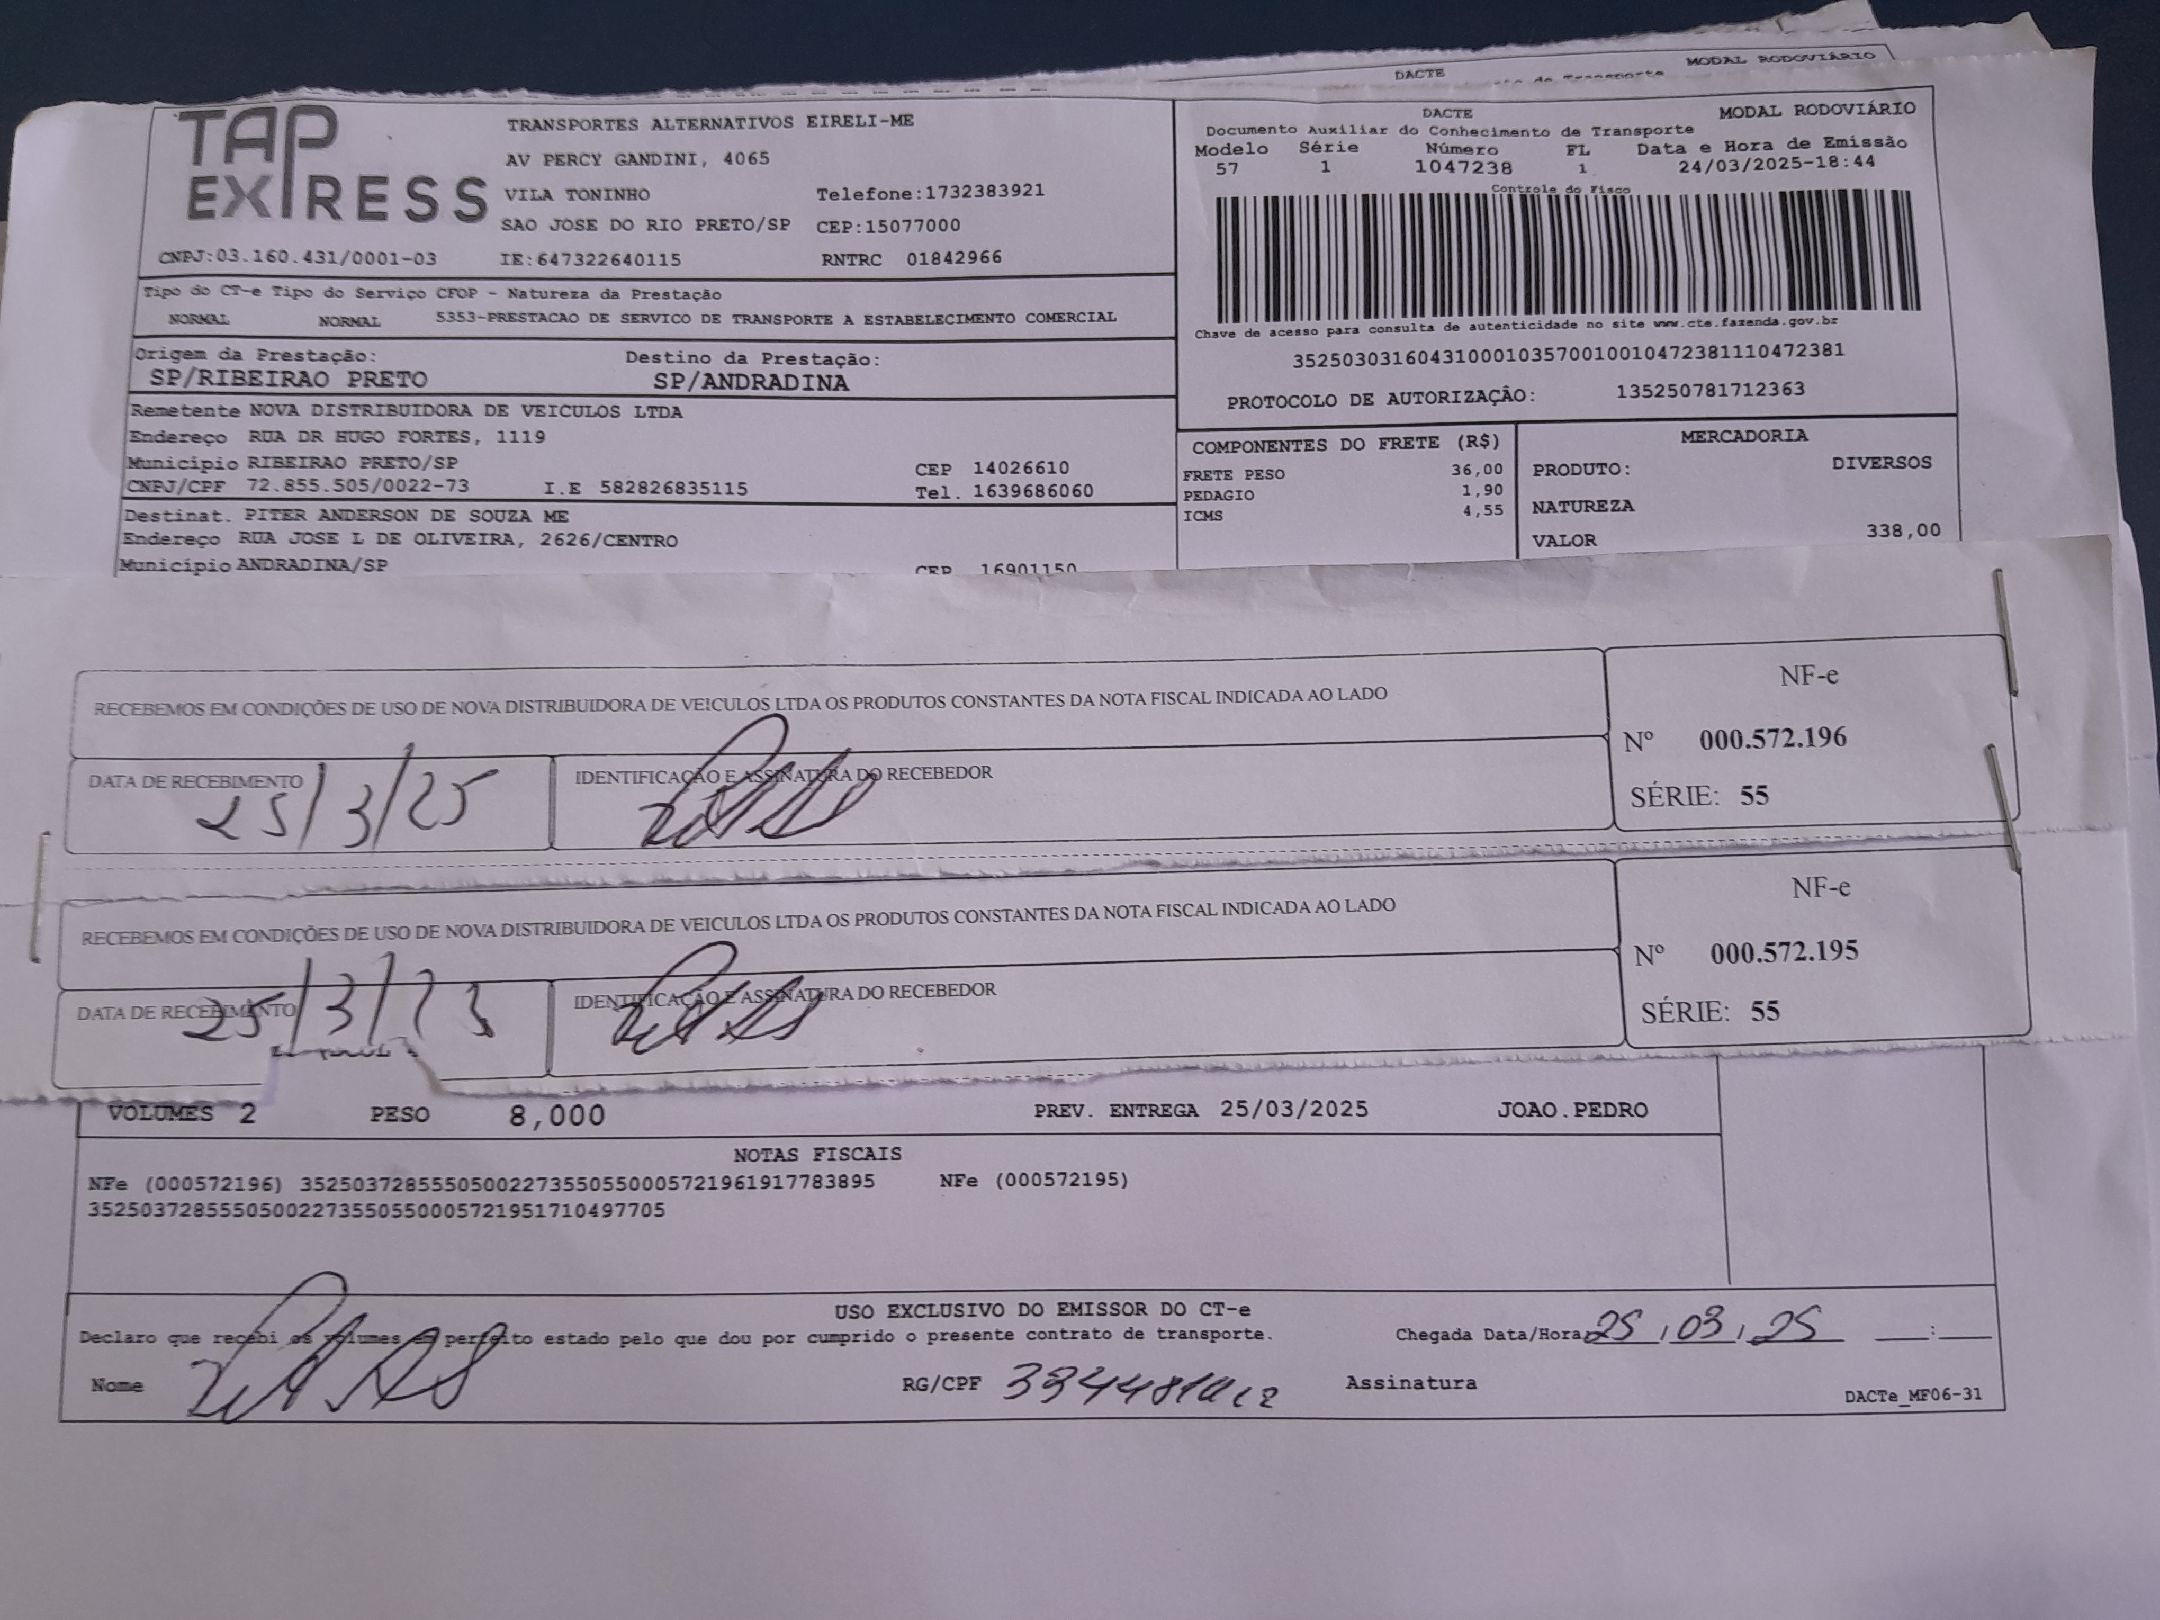 DACTE
MODAL RODOVIÁRIO
TAP EXPRESS
TRANSPORTES ALTERNATIVOS EIRELI-ME
AV PERCY GANDINI, 4065
VILA TONINHO Telefone:1732383921
SAO JOSE DO RIO PRETO/SP CEP:15077000
CNPJ:03.160.431/0001-03 IE:647322640115 RNTRC 01842966
DACTE MODAL RODOVIÁRIO
Documento Auxiliar do Conhecimento de Transporte
Modelo Série Número FL Data e Hora de Emissão
57 1 1047238 1 24/03/2025-18:44
Controle do Fisco
Chave de acesso para consulta de autenticidade no site www.cte.fazenda.gov.br
35250303160431000103570010010472381110472381
PROTOCOLO DE AUTORIZAÇÃO: 135250781712363
Tipo do CT-e Tipo do Serviço CFOP - Natureza da Prestação
NORMAL NORMAL 5353-PRESTACAO DE SERVICO DE TRANSPORTE A ESTABELECIMENTO COMERCIAL
Origem da Prestação: Destino da Prestação:
SP/RIBEIRAO PRETO SP/ANDRADINA
Remetente NOVA DISTRIBUIDORA DE VEICULOS LTDA
Endereço RUA DR HUGO FORTES, 1119
Município RIBEIRAO PRETO/SP CEP 14026610
CNPJ/CPF 72.855.505/0022-73 I.E 582826835115 Tel. 1639686060
Destinat. PITER ANDERSON DE SOUZA ME
Endereço RUA JOSE L DE OLIVEIRA, 2626/CENTRO
Município ANDRADINA/SP CEP 16901150
COMPONENTES DO FRETE (R$)
FRETE PESO 36,00
PEDAGIO 1,90
ICMS 4,55
MERCADORIA
PRODUTO: DIVERSOS
NATUREZA
VALOR 338,00
RECEBEMOS EM CONDIÇÕES DE USO DE NOVA DISTRIBUIDORA DE VEICULOS LTDA OS PRODUTOS CONSTANTES DA NOTA FISCAL INDICADA AO LADO
DATA DE RECEBIMENTO IDENTIFICAÇÃO E ASSINATURA DO RECEBEDOR
25/3/25
NF-e
Nº 000.572.196
SÉRIE: 55
RECEBEMOS EM CONDIÇÕES DE USO DE NOVA DISTRIBUIDORA DE VEICULOS LTDA OS PRODUTOS CONSTANTES DA NOTA FISCAL INDICADA AO LADO
DATA DE RECEBIMENTO IDENTIFICAÇÃO E ASSINATURA DO RECEBEDOR
25/3/
NF-e
Nº 000.572.195
SÉRIE: 55
VOLUMES 2 PESO 8,000 PREV. ENTREGA 25/03/2025 JOAO.PEDRO
NOTAS FISCAIS
NFe (000572196) 35250372855505002273550550005721961917783895 NFe (000572195)
35250372855505002273550550005721951710497705
USO EXCLUSIVO DO EMISSOR DO CT-e
Declaro que recebi os volumes em perfeito estado pelo que dou por cumprido o presente contrato de transporte. Chegada Data/Hora 25/03/25 __:__
Nome RG/CPF Assinatura
DACTe_MF06-31